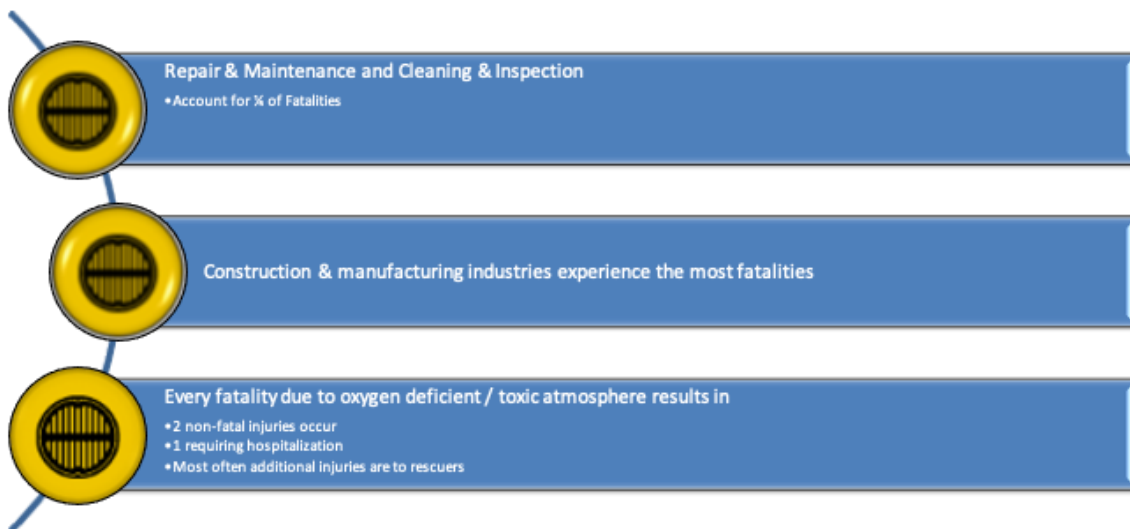 Repair & Maintenance and Cleaning & Inspection
•Account for ¾ of Fatalities
Construction & manufacturing industries experience the most fatalities
Every fatality due to oxygen deficient / toxic atmosphere results in
•2 non-fatal injuries occur
•1 requiring hospitalization
•Most often additional injuries are to rescuers